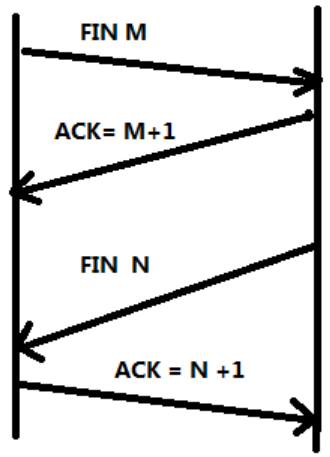 FIN M
ACK= M+1
FIN N
ACK = N +1